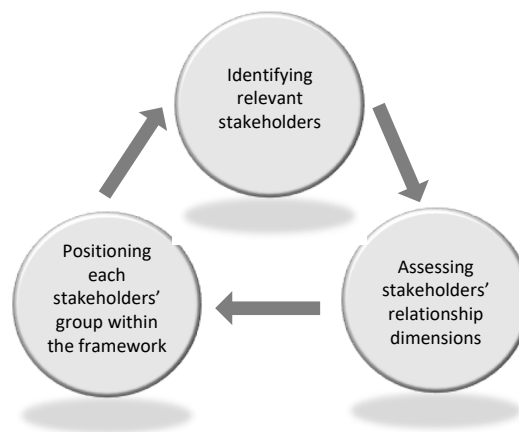 Identifying
relevant
stakeholders
Assessing
stakeholders’
relationship
dimensions
Positioning
each
stakeholders’
group within
the framework